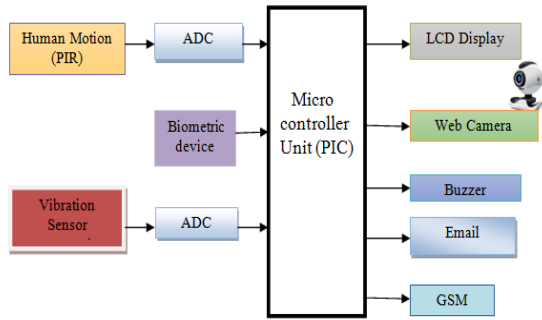 Human Motion
(PIR)
ADC
LCD Display
Micro
controller
Unit (PIC)
Biometric
device
Web Camera
Vibration
Sensor
ADC
Buzzer
Email
GSM